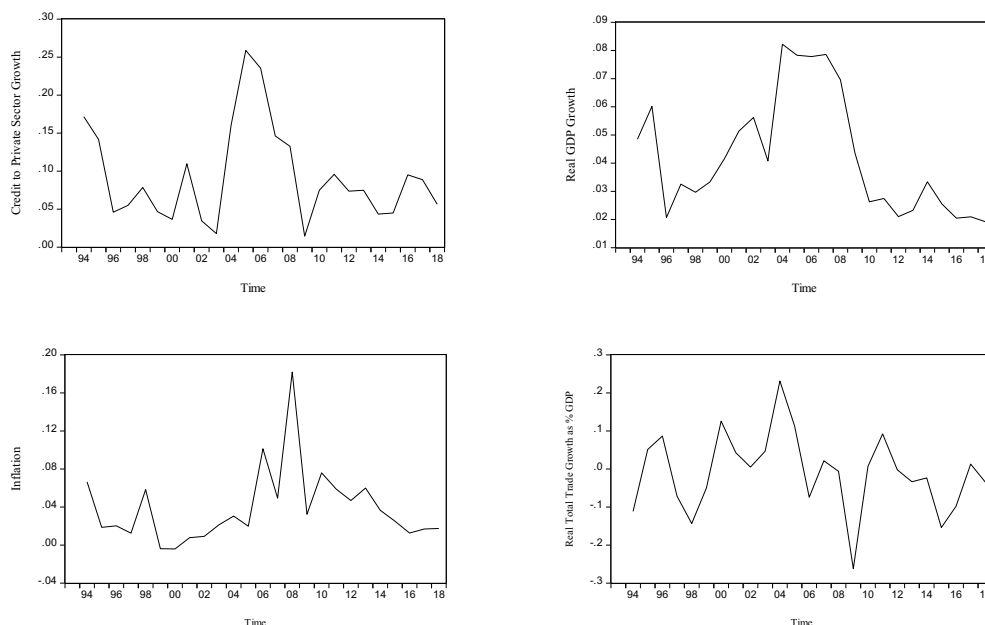 .30
.25
.20
.15
.10
.05
.00
Credit to Private Sector Growth
94 96 98 00 02 04 06 08 10 12 14 16 18
Time
.09
.08
.07
.06
.05
.04
.03
.02
.01
Real GDP Growth
94 96 98 00 02 04 06 08 10 12 14 16
Time
.20
.16
.12
.08
.04
.00
-.04
Inflation
94 96 98 00 02 04 06 08 10 12 14 16 18
Time
.3
.2
.1
.0
-.1
-.2
-.3
Real Total Trade Growth as % GDP
94 96 98 00 02 04 06 08 10 12 14 16
Time